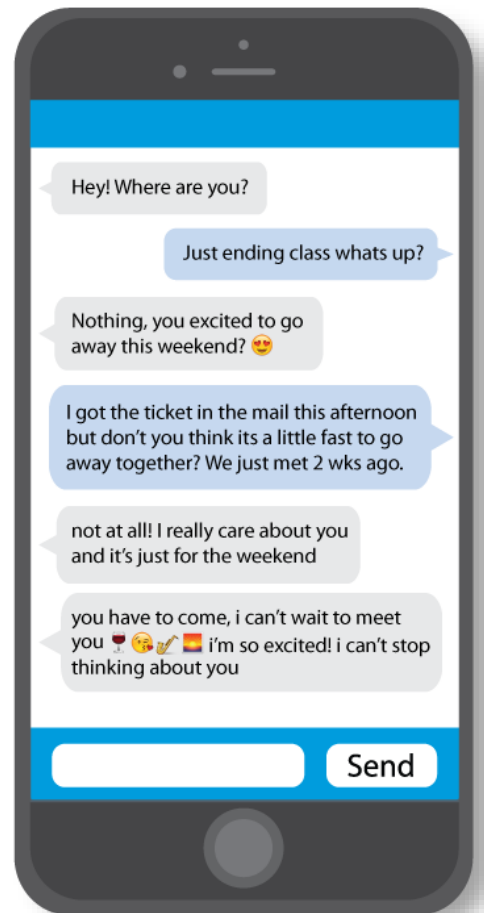 Hey! Where are you?
Just ending class whats up?
Nothing, you excited to go
away this weekend? 😍
I got the ticket in the mail this afternoon
but don't you think its a little fast to go
away together? We just met 2 wks ago.
not at all! I really care about you
and it's just for the weekend
you have to come, i can't wait to meet
you 🍷😘🎷🌅 i'm so excited! i can't stop
thinking about you
Send